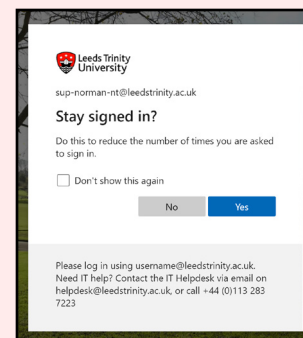 Leeds Trinity
University
sup-norman-nt@leedstrinity.ac.uk
Stay signed in?
Do this to reduce the number of times you are asked
to sign in.
Don't show this again
No Yes
Please log in using username@leedstrinity.ac.uk.
Need IT help? Contact the IT Helpdesk via email on
helpdesk@leedstrinity.ac.uk, or call +44 (0)113 283
7223